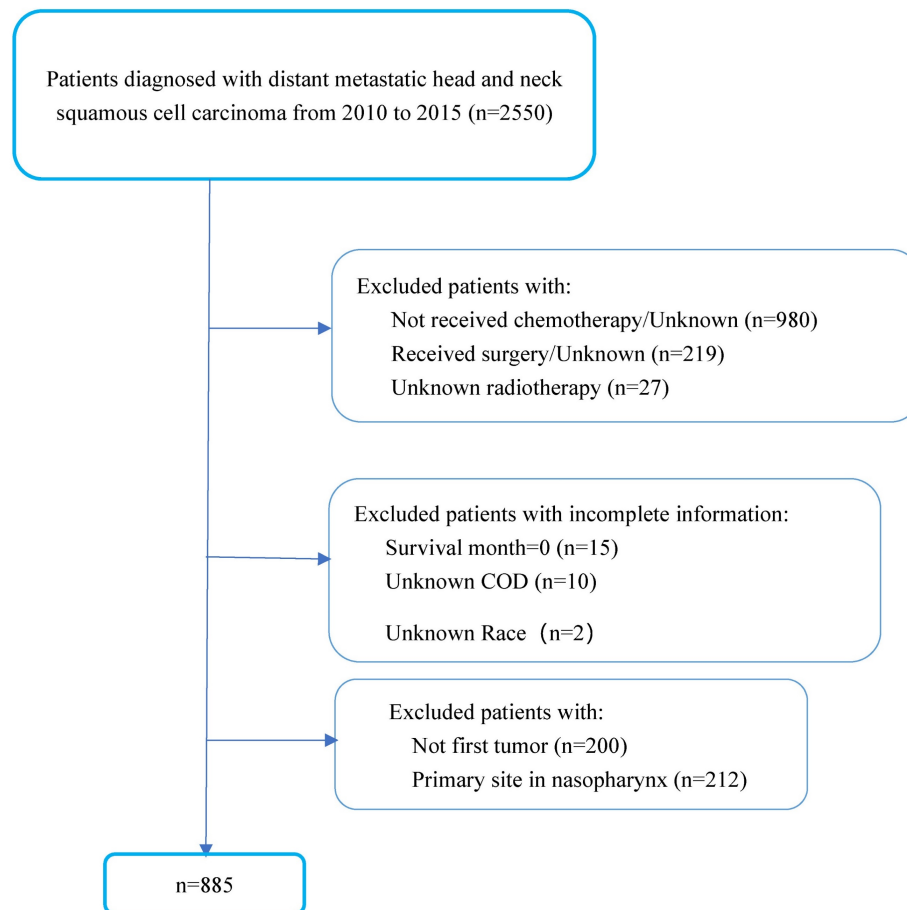 Patients diagnosed with distant metastatic head and neck
squamous cell carcinoma from 2010 to 2015 (n=2550)
Excluded patients with:
Not received chemotherapy/Unknown (n=980)
Received surgery/Unknown (n=219)
Unknown radiotherapy (n=27)
Excluded patients with incomplete information:
Survival month=0 (n=15)
Unknown COD (n=10)
Unknown Race（n=2）
Excluded patients with:
Not first tumor (n=200)
Primary site in nasopharynx (n=212)
n=885